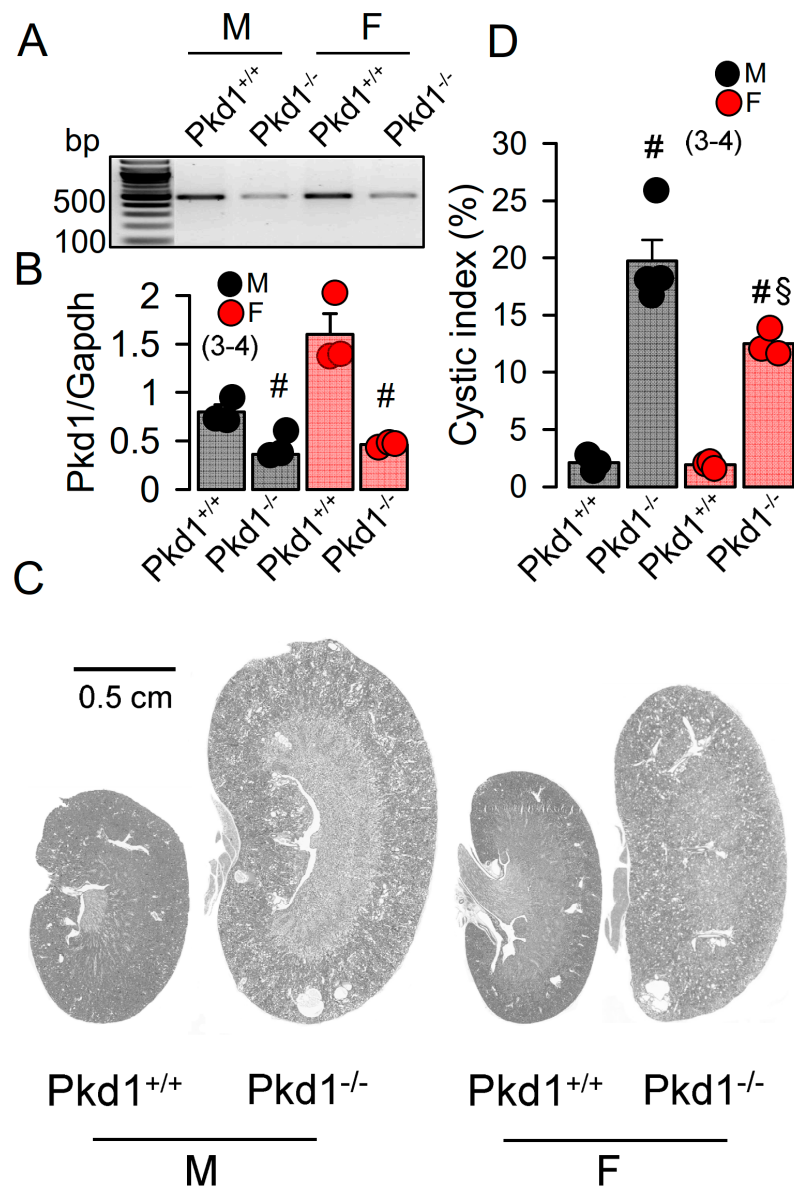 A
M F
Pkd1+/+ Pkd1-/- Pkd1+/+ Pkd1-/-
bp
500
100
B
M
F
(3-4)
Pkd1/Gapdh
2
1.5
1
0.5
0
# #
Pkd1+/+ Pkd1-/- Pkd1+/+ Pkd1-/-
D
M
F
(3-4)
Cystic index (%)
30
25
20
15
10
5
0
#
#§
Pkd1+/+ Pkd1-/- Pkd1+/+ Pkd1-/-
C
0.5 cm
Pkd1+/+ Pkd1-/- Pkd1+/+ Pkd1-/-
M F